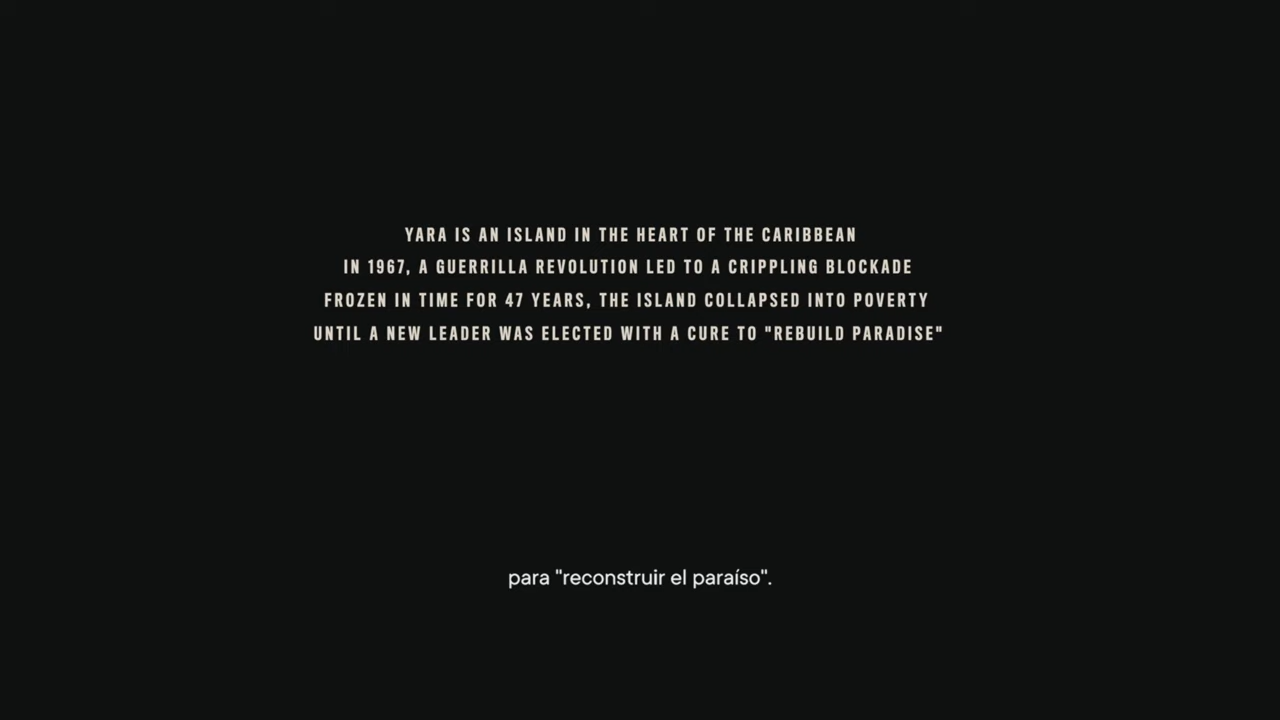 YARA IS AN ISLAND IN THE HEART OF THE CARIBBEAN
IN 1967, A GUERRILLA REVOLUTION LED TO A CRIPPLING BLOCKADE
FROZEN IN TIME FOR 47 YEARS, THE ISLAND COLLAPSED INTO POVERTY
UNTIL A NEW LEADER WAS ELECTED WITH A CURE TO "REBUILD PARADISE"
para "reconstruir el paraíso".